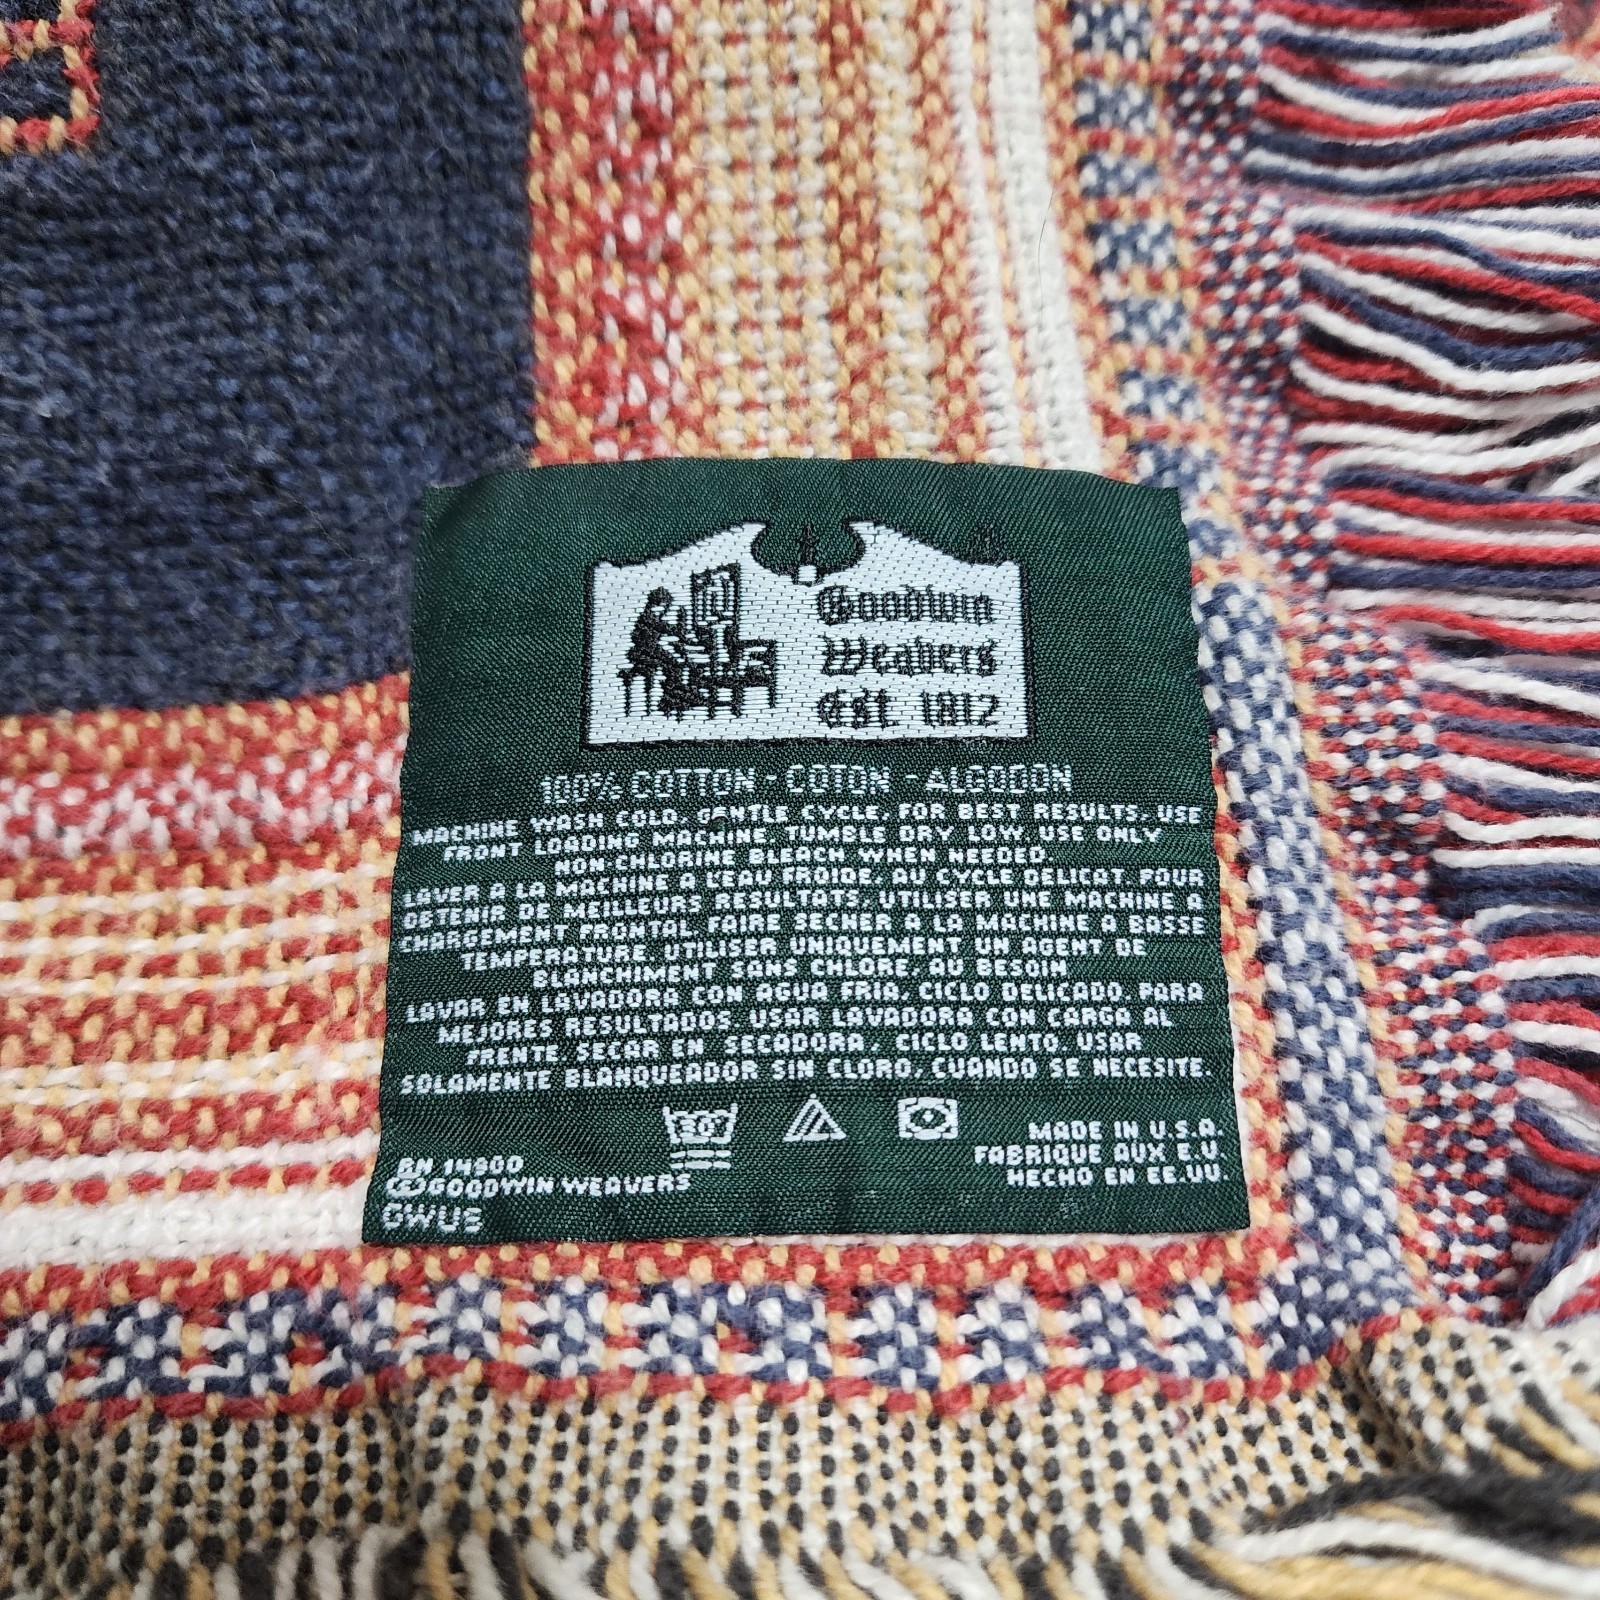 Goodwin
Weavers
Est. 1812
100% COTTON - COTON - ALGODON
MACHINE WASH COLD, GENTLE CYCLE. FOR BEST RESULTS, USE
FRONT LOADING MACHINE. TUMBLE DRY LOW. USE ONLY
NON-CHLORINE BLEACH WHEN NEEDED.
LAVER A LA MACHINE A L'EAU FROIDE, AU CYCLE DELICAT. POUR
OBTENIR DE MEILLEURS RESULTATS, UTILISER UNE MACHINE A
CHARGEMENT FRONTAL. FAIRE SECHER A LA MACHINE A BASSE
TEMPERATURE. UTILISER UNIQUEMENT UN AGENT DE
BLANCHIMENT SANS CHLORE, AU BESOIN
LAVAR EN LAVADORA CON AGUA FRIA. CICLO DELICADO. PARA
MEJORES RESULTADOS, USAR LAVADORA CON CARGA AL
FRENTE SECAR EN SECADORA, CICLO LENTO. USAR
SOLAMENTE BLANQUEADOR SIN CLORO, CUANDO SE NECESITE.
30°
RN 14900
©GOODWIN WEAVERS
GWUS
MADE IN U.S.A.
FABRIQUE AUX E.U.
HECHO EN EE.UU.